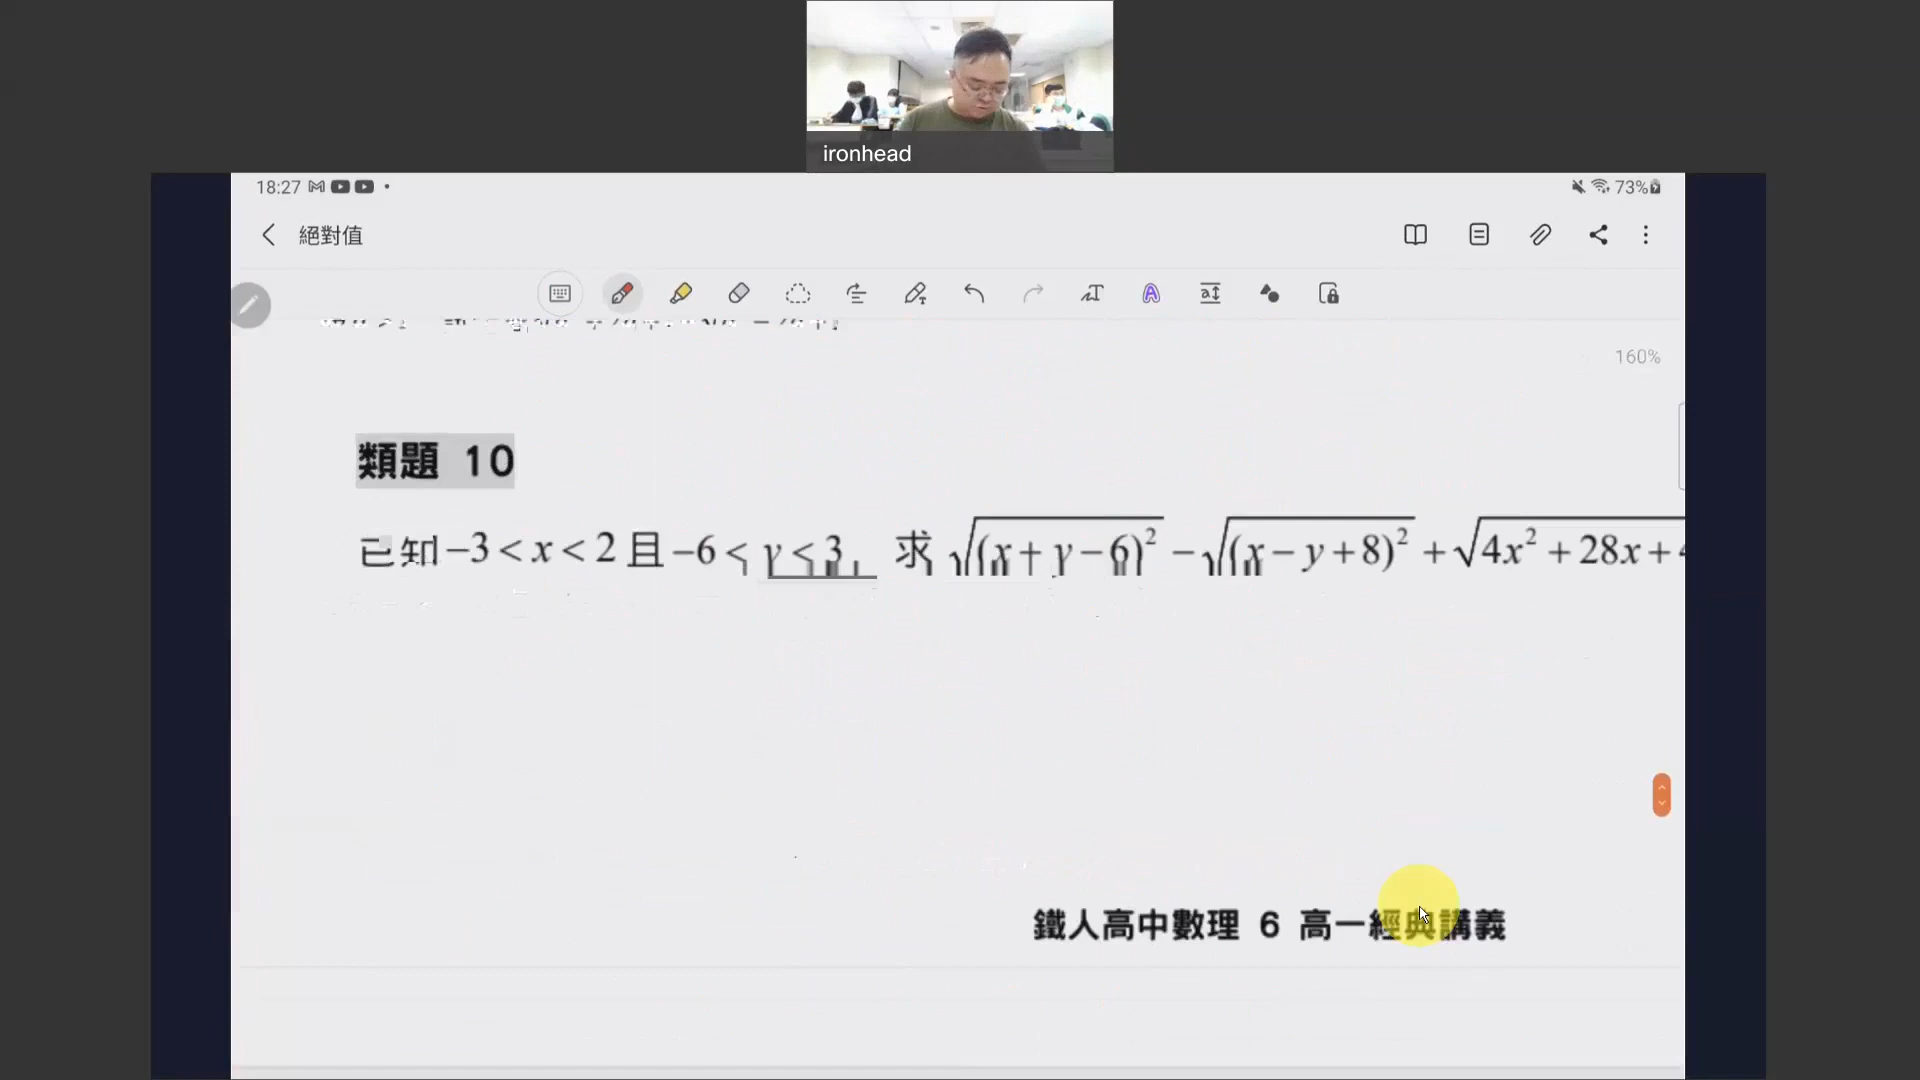 ironhead
18:27
73%
絕對值
160%
類題 10
已知 -3 < x < 2 且 -6 < y < 3, 求 √(x+y-6)² - √(x-y+8)² + √4x² + 28x +
鐵人高中數理 6 高一經典講義